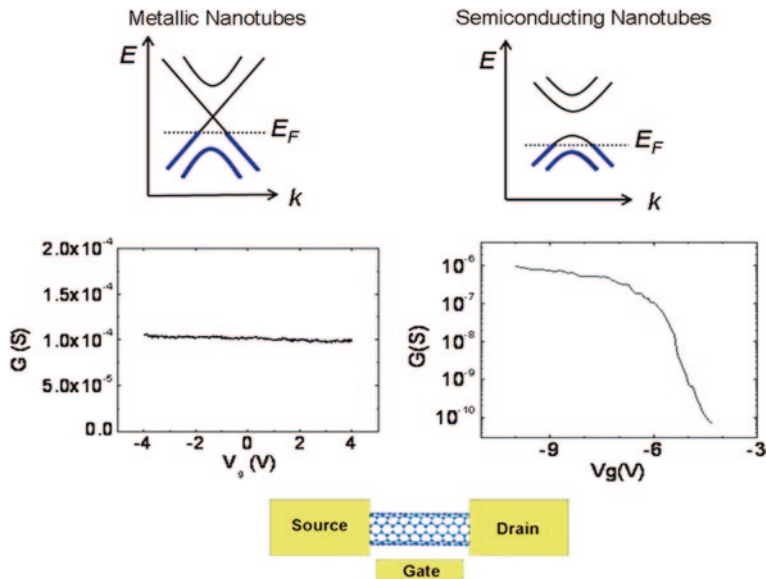 Metallic Nanotubes
Semiconducting Nanotubes
E
E_F
k
E
E_F
k
2.0x10⁻⁴
1.5x10⁻⁴
1.0x10⁻⁴
5.0x10⁻⁵
0.0
G (S)
-4 -2 0 2 4
V_g (V)
10⁻⁶
10⁻⁷
10⁻⁸
10⁻⁹
10⁻¹⁰
G(S)
-9 -6 -3
Vg(V)
Source
Drain
Gate